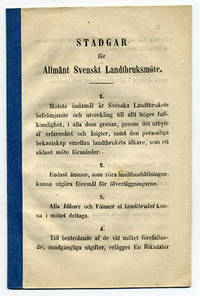 STADGAR
för
Allmänt Svenskt Landtbruksmöte.
1.
Mötets ändamål är Svenska Landtbrukets
befrämjande och utveckling till allt högre full-
komlighet, i alla dess grenar, genom det utbyte
af erfarenhet och åsigter, samt den personliga
bekantskap emellan landtbrukets idkare, som ett
sådant möte föranleder.
2.
Endast ämnen, som röra landthushållningen,
kunna utgöra föremål för öfverläggningarne.
3.
Alla Idkare och Vänner af landtbruket kun-
na i mötet deltaga.
4.
Till bestridande af de vid mötet förefallan-
de, oundgängliga utgifter, erlägges En Riksdaler